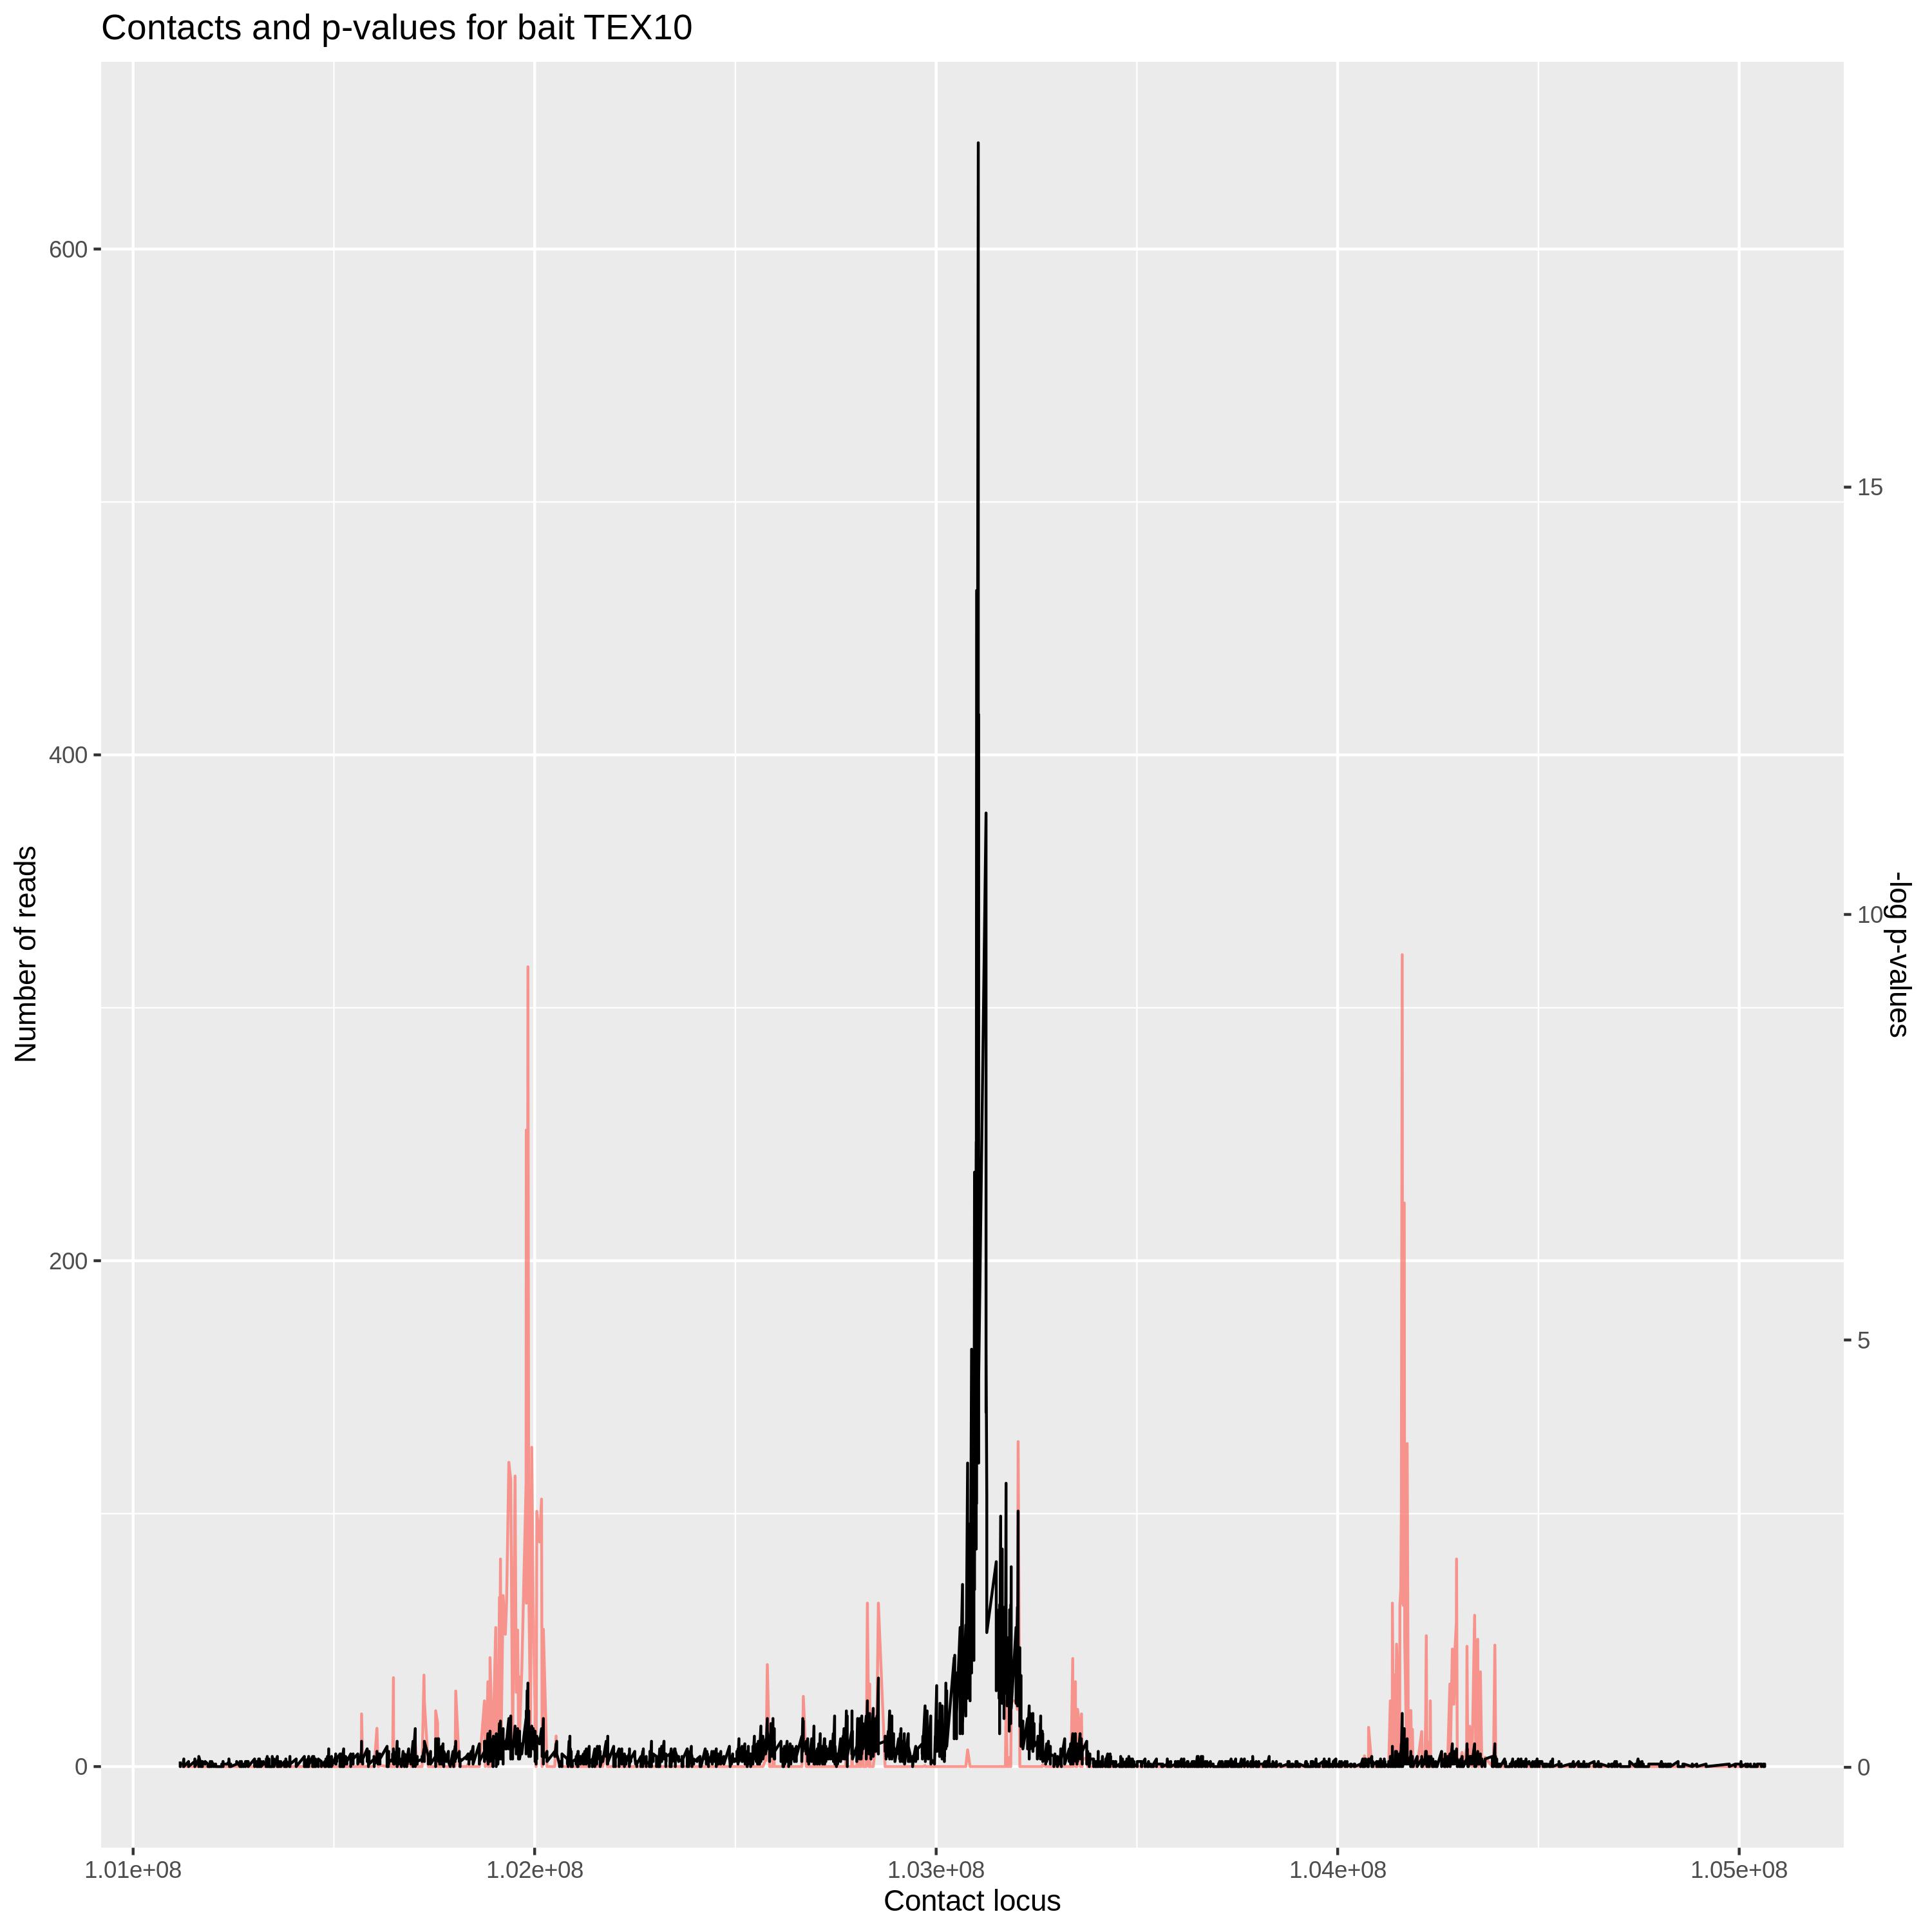 Contacts and p-values for bait TEX10
600
400
200
0
Number of reads
15
10
5
0
-log p-values
1.01e+08 1.02e+08 1.03e+08 1.04e+08 1.05e+08
Contact locus